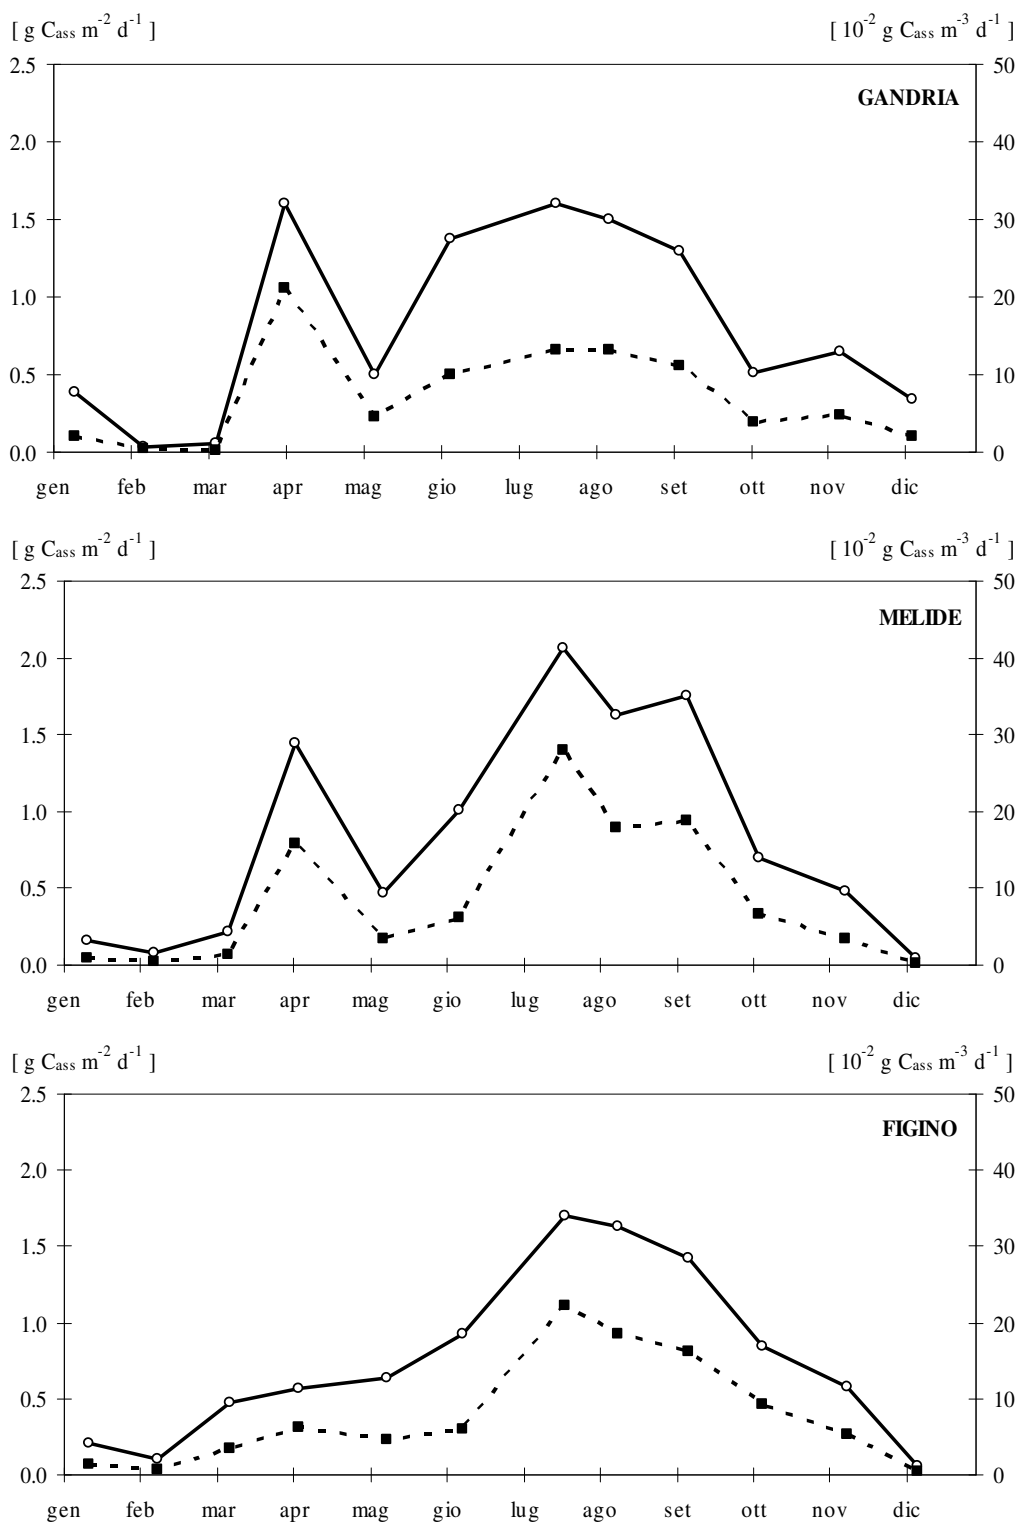 [ g Cass m-2 d-1 ] [ 10-2 g Cass m-3 d-1 ]
2.5 50
GANDRIA
2.0 40
1.5 30
1.0 20
0.5 10
0.0 0
gen feb mar apr mag gio lug ago set ott nov dic
[ g Cass m-2 d-1 ] [10-2 g Cass m-3 d-1 ]
2.5 50
MELIDE
2.0 40
1.5 30
1.0 20
0.5 10
0.0 0
gen feb mar apr mag gio lug ago set ott nov dic
[ g Cass m-2 d-1 ] [ 10-2 g Cass m-3 d-1 ]
2.5 50
FIGINO
2.0 40
1.5 30
1.0 20
0.5 10
0.0 0
gen feb mar apr mag gio lug ago set ott nov dic